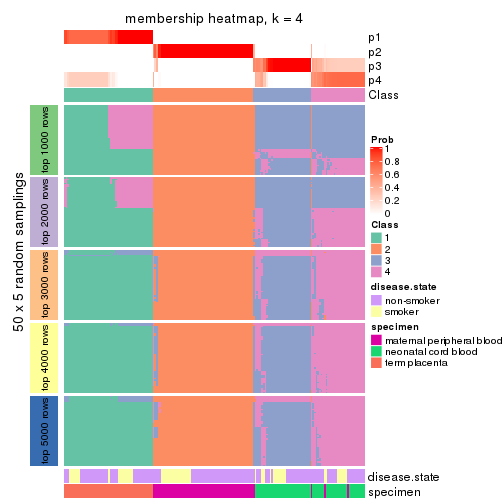 membership heatmap, k = 4
p1
p2
p3
p4
Class
50 x 5 random samplings
top 1000 rows
top 2000 rows
top 3000 rows
top 4000 rows
top 5000 rows
disease.state
specimen
Prob
1
0.8
0.6
0.4
0.2
0
Class
1
2
3
4
disease.state
non-smoker
smoker
specimen
maternal peripheral blood
neonatal cord blood
term placenta